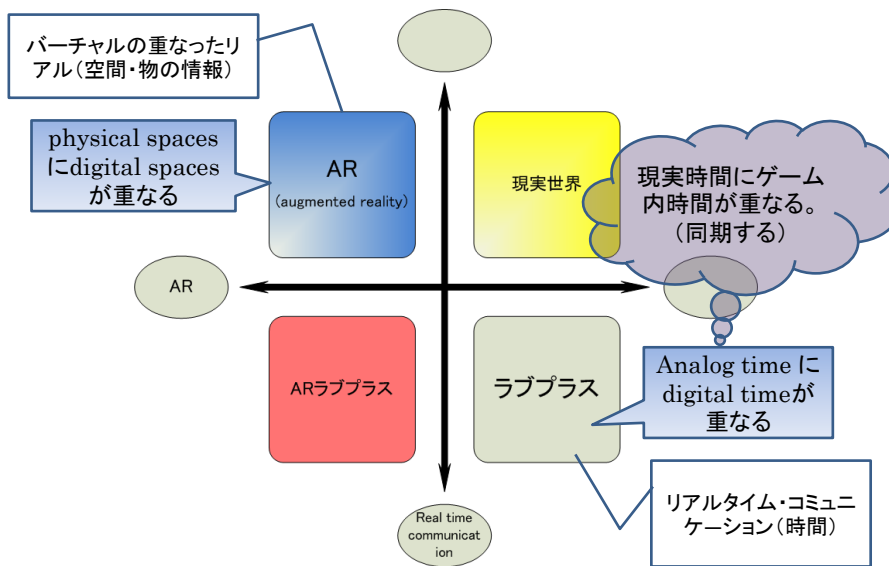 バーチャルの重なったリ
アル(空間・物の情報)
physical spaces
にdigital spaces
が重なる
AR
(augmented reality)
現実世界
現実時間にゲーム
内時間が重なる。
(同期する)
AR
ARラブプラス
ラブプラス
Analog time に
digital timeが
重なる
Real time
communicat
ion
リアルタイム・コミュニ
ケーション(時間)